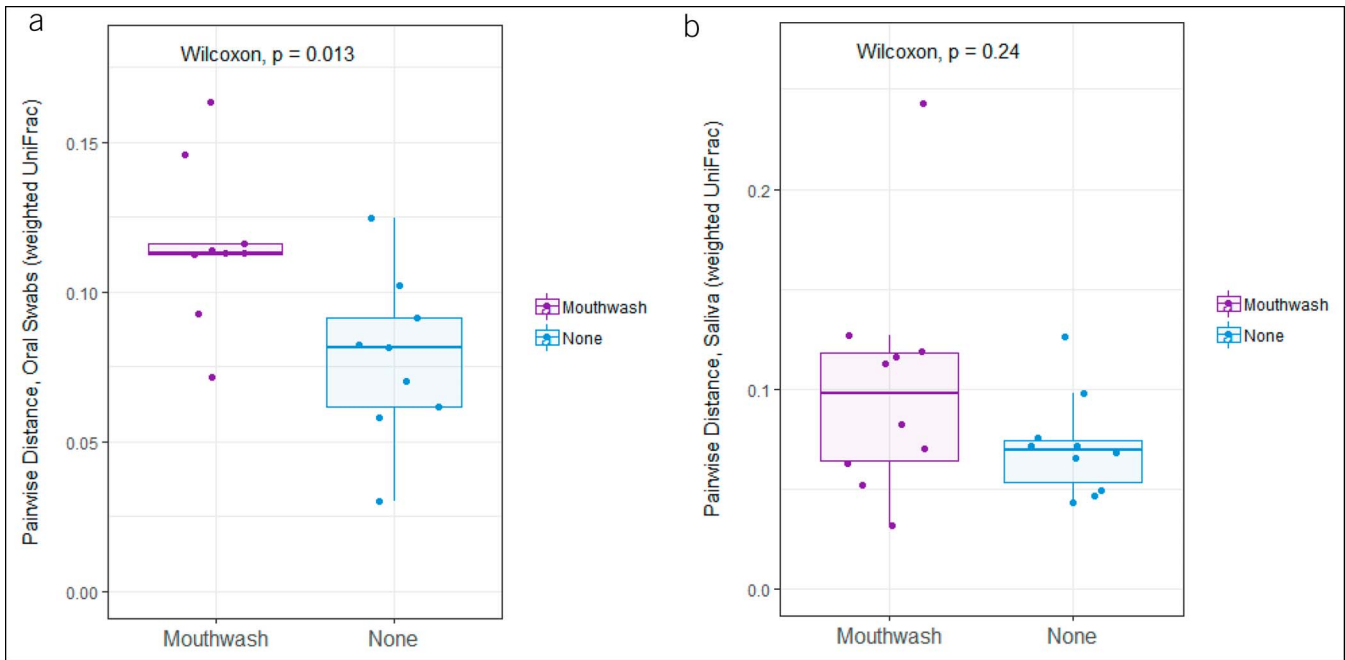 a
Wilcoxon, p = 0.013
Pairwise Distance, Oral Swabs (weighted UniFrac)
0.15
0.10
0.05
0.00
Mouthwash
None
Mouthwash
None
b
Wilcoxon, p = 0.24
Pairwise Distance, Saliva (weighted UniFrac)
0.2
0.1
0.0
Mouthwash
None
Mouthwash
None